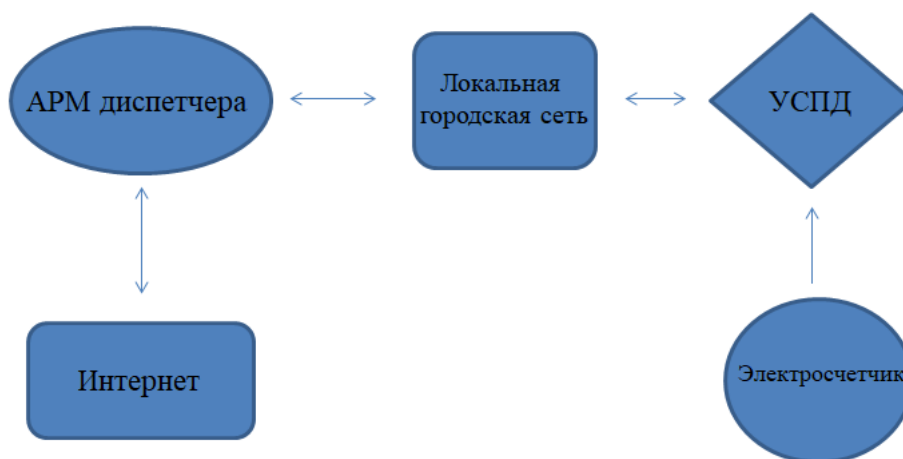 АРМ диспетчера
Локальная
городская сеть
УСПД
Интернет
Электросчетчик